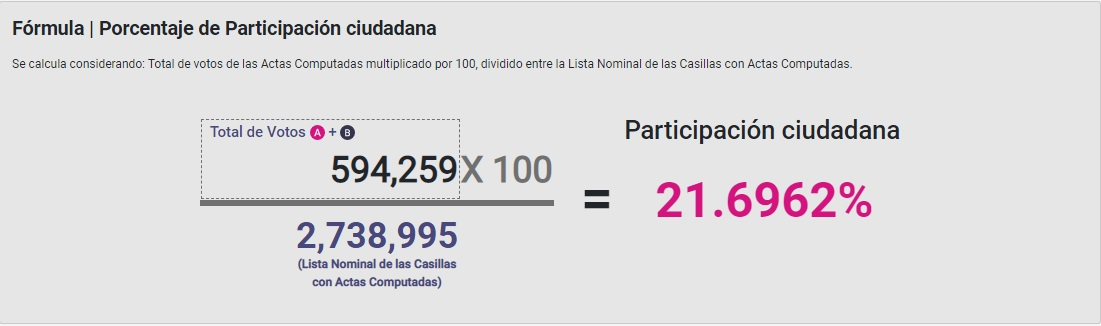 Fórmula | Porcentaje de Participación ciudadana
Se calcula considerando: Total de votos de las Actas Computadas multiplicado por 100, dividido entre la Lista Nominal de las Casillas con Actas Computadas.
Total de Votos A + B
594,259 X 100
2,738,995
(Lista Nominal de las Casillas
con Actas Computadas)
=
Participación ciudadana
21.6962%